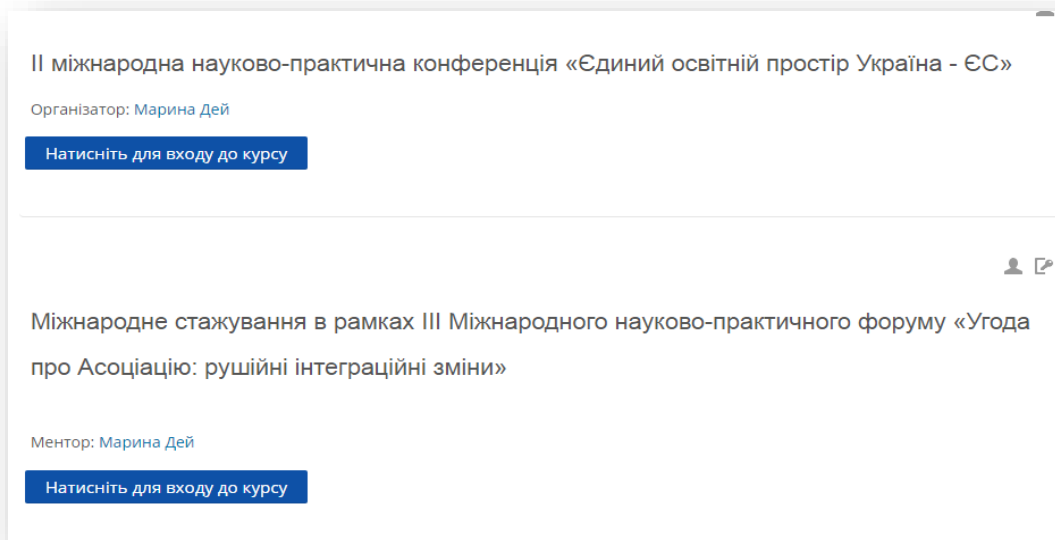 ІІ міжнародна науково-практична конференція «Єдиний освітній простір Україна - ЄС»
Організатор: Марина Дей
Натисніть для входу до курсу
Міжнародне стажування в рамках ІІІ Міжнародного науково-практичного форуму «Угода
про Асоціацію: рушійні інтеграційні зміни»
Ментор: Марина Дей
Натисніть для входу до курсу